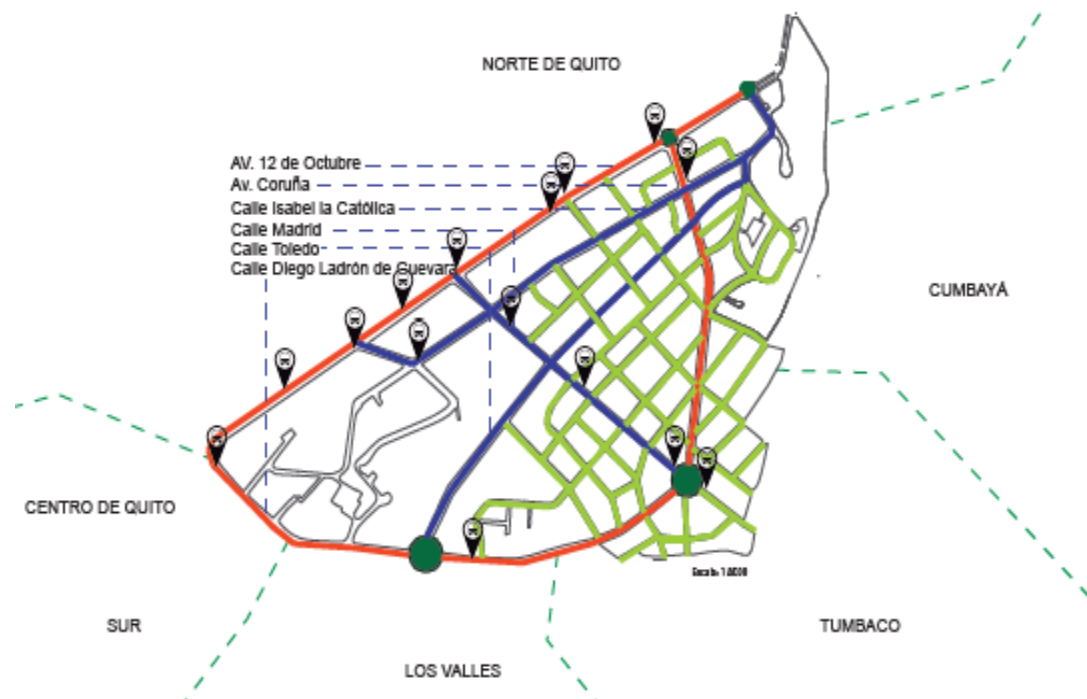 NORTE DE QUITO
AV. 12 de Octubre
Av. Coruña
Calle Isabel la Católica
Calle Madrid
Calle Toledo
Calle Diego Ladrón de Guevara
CUMBAYÁ
CENTRO DE QUITO
SUR
TUMBACO
LOS VALLES